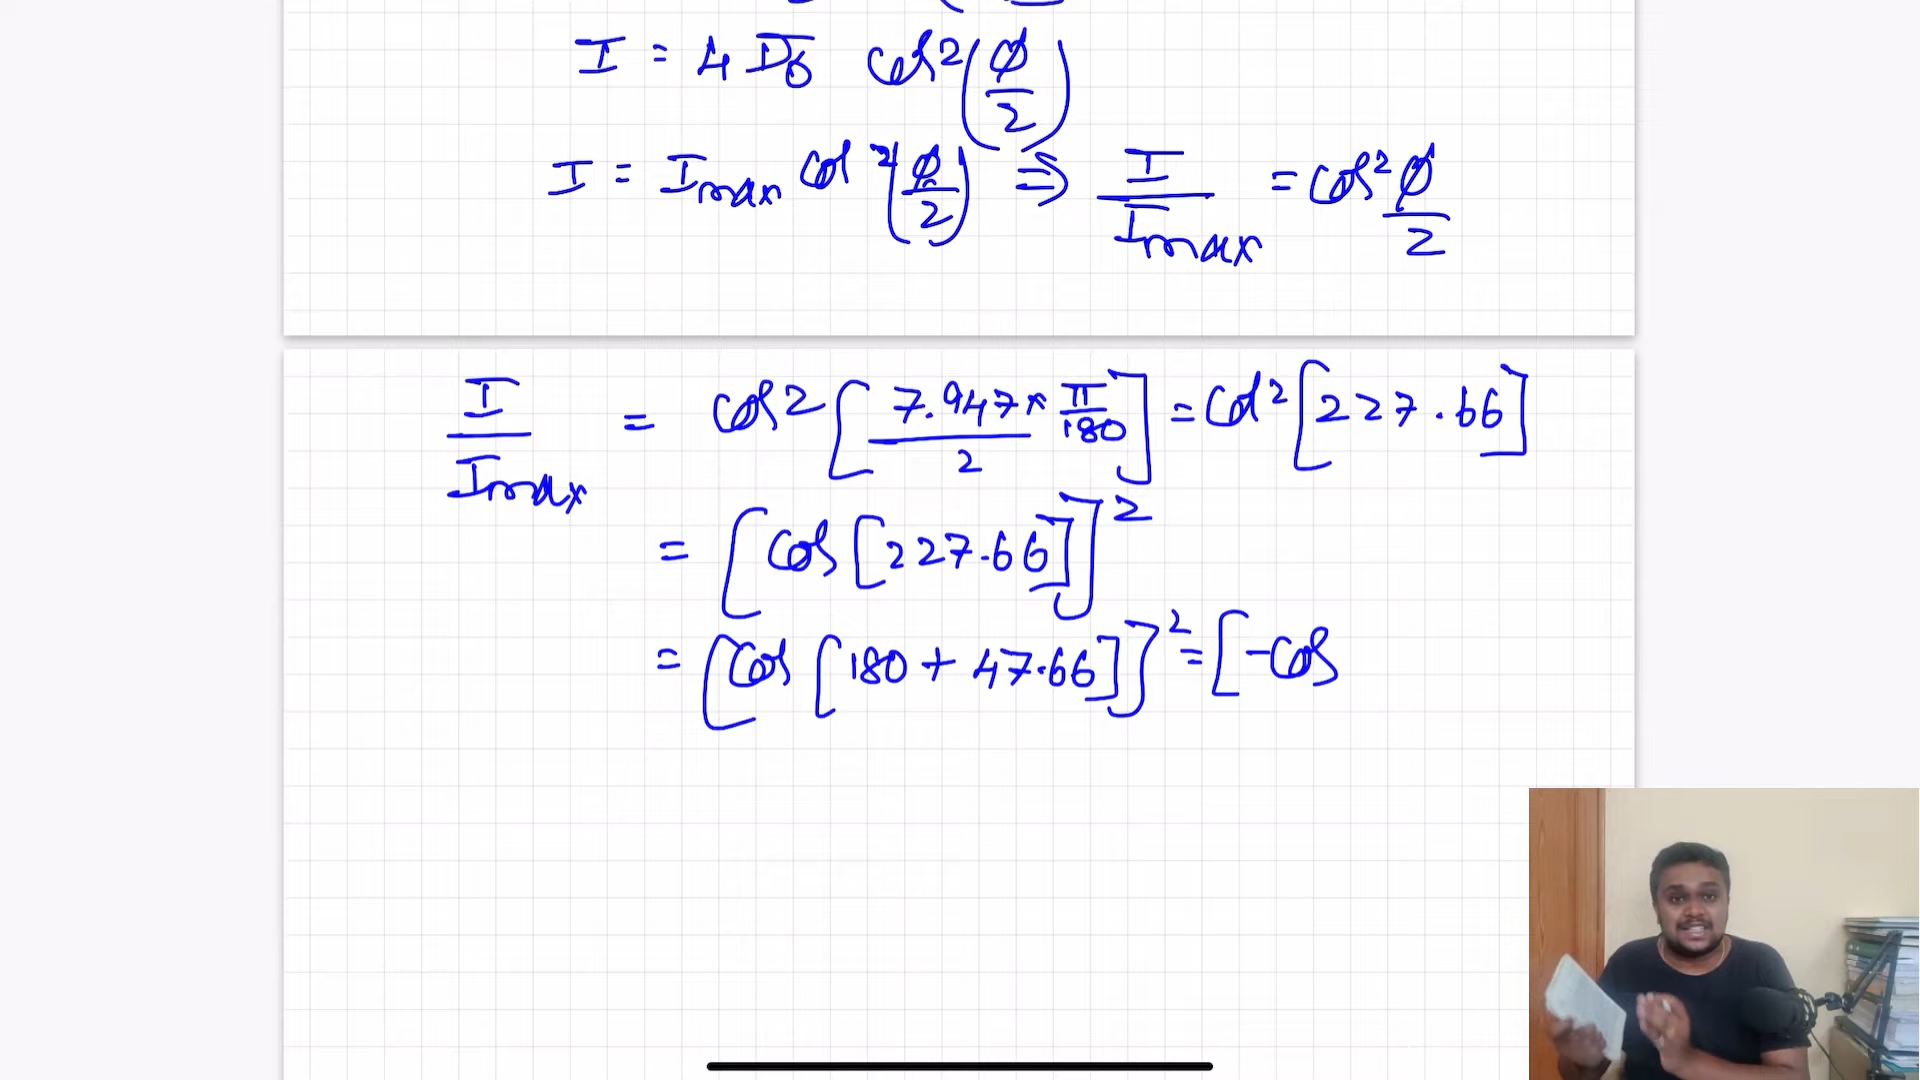 I = 4 I₀ cos²(φ/2)
I = Imax cos²(φ/2) ⇒ I/Imax = cos² φ/2
I/Imax = cos²[7.947 × π/180 / 2] = cos²[227.66]
= [cos[227.66]]²
= [cos[180 + 47.66]]² = [-cos